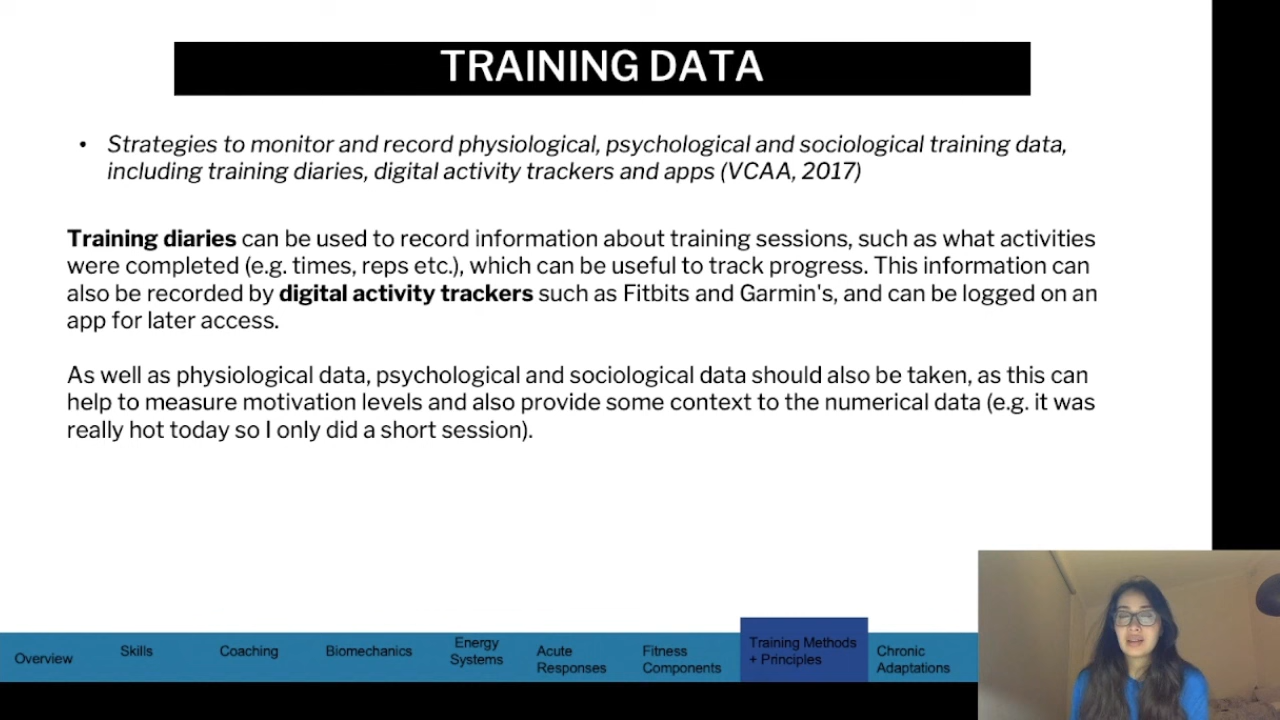 TRAINING DATA
• Strategies to monitor and record physiological, psychological and sociological training data,
including training diaries, digital activity trackers and apps (VCAA, 2017)
Training diaries can be used to record information about training sessions, such as what activities
were completed (e.g. times, reps etc.), which can be useful to track progress. This information can
also be recorded by digital activity trackers such as Fitbits and Garmin's, and can be logged on an
app for later access.
As well as physiological data, psychological and sociological data should also be taken, as this can
help to measure motivation levels and also provide some context to the numerical data (e.g. it was
really hot today so I only did a short session).
Overview
Skills
Coaching
Biomechanics
Energy
Systems
Acute
Responses
Fitness
Components
Training Methods
+ Principles
Chronic
Adaptations